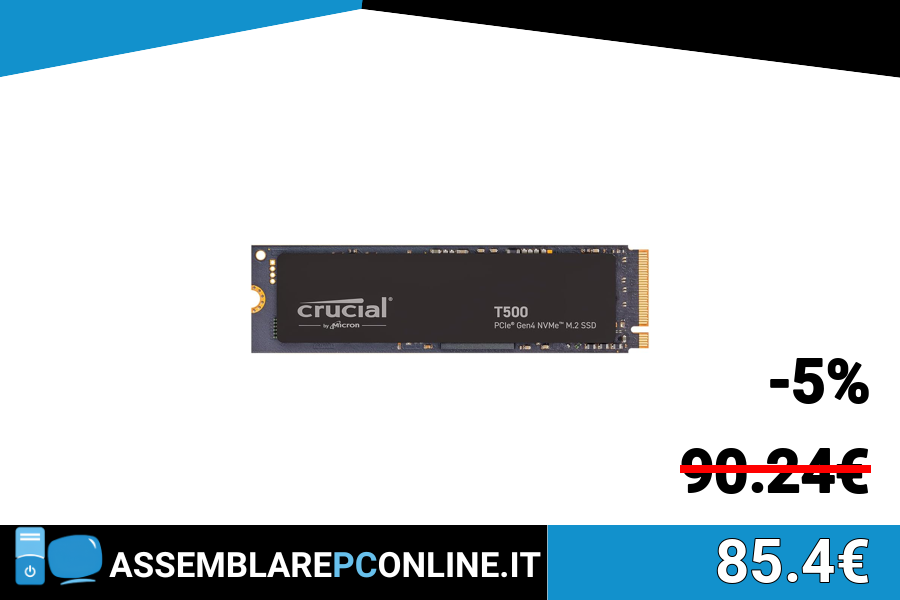 crucial®
by Micron
T500
PCIe® Gen4 NVMe™ M.2 SSD
-5%
90.24€
ASSEMBLAREPCONLINE.IT
85.4€